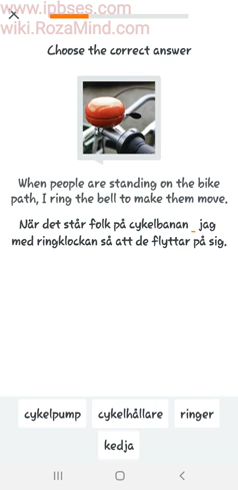 www.ipbses.com
wiki.RozaMind.com
Choose the correct answer
When people are standing on the bike
path, I ring the bell to make them move.
När det står folk på cykelbanan _ jag
med ringklockan så att de flyttar på sig.
cykelpump cykelhållare ringer
kedja